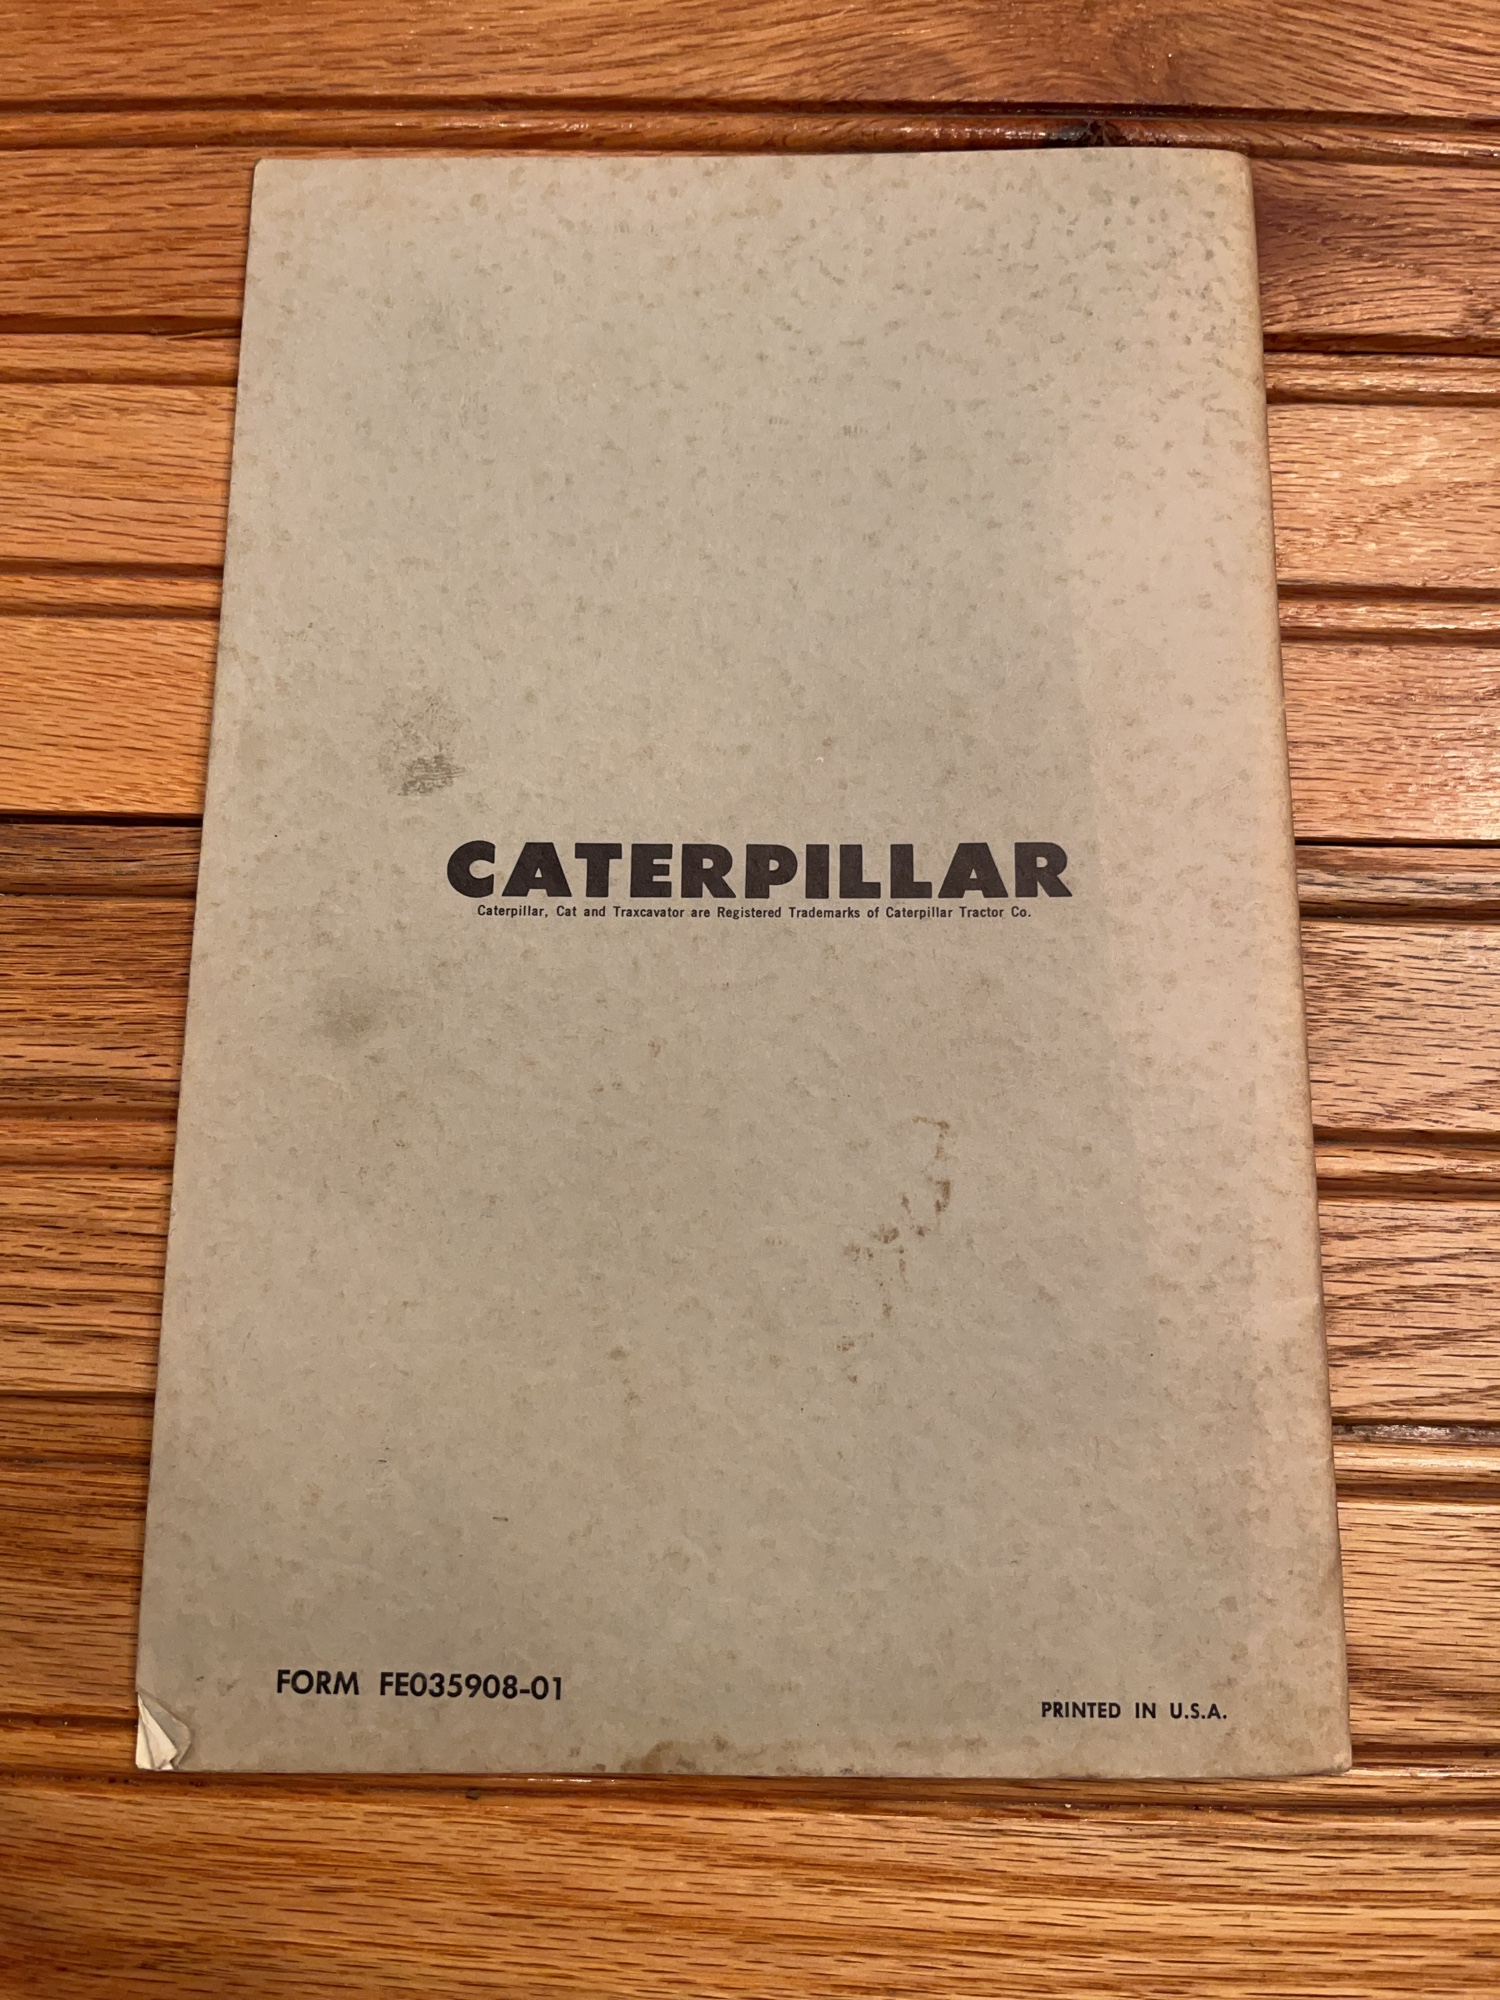 CATERPILLAR
Caterpillar, Cat and Traxcavator are Registered Trademarks of Caterpillar Tractor Co.
FORM FE035908-01
PRINTED IN U.S.A.